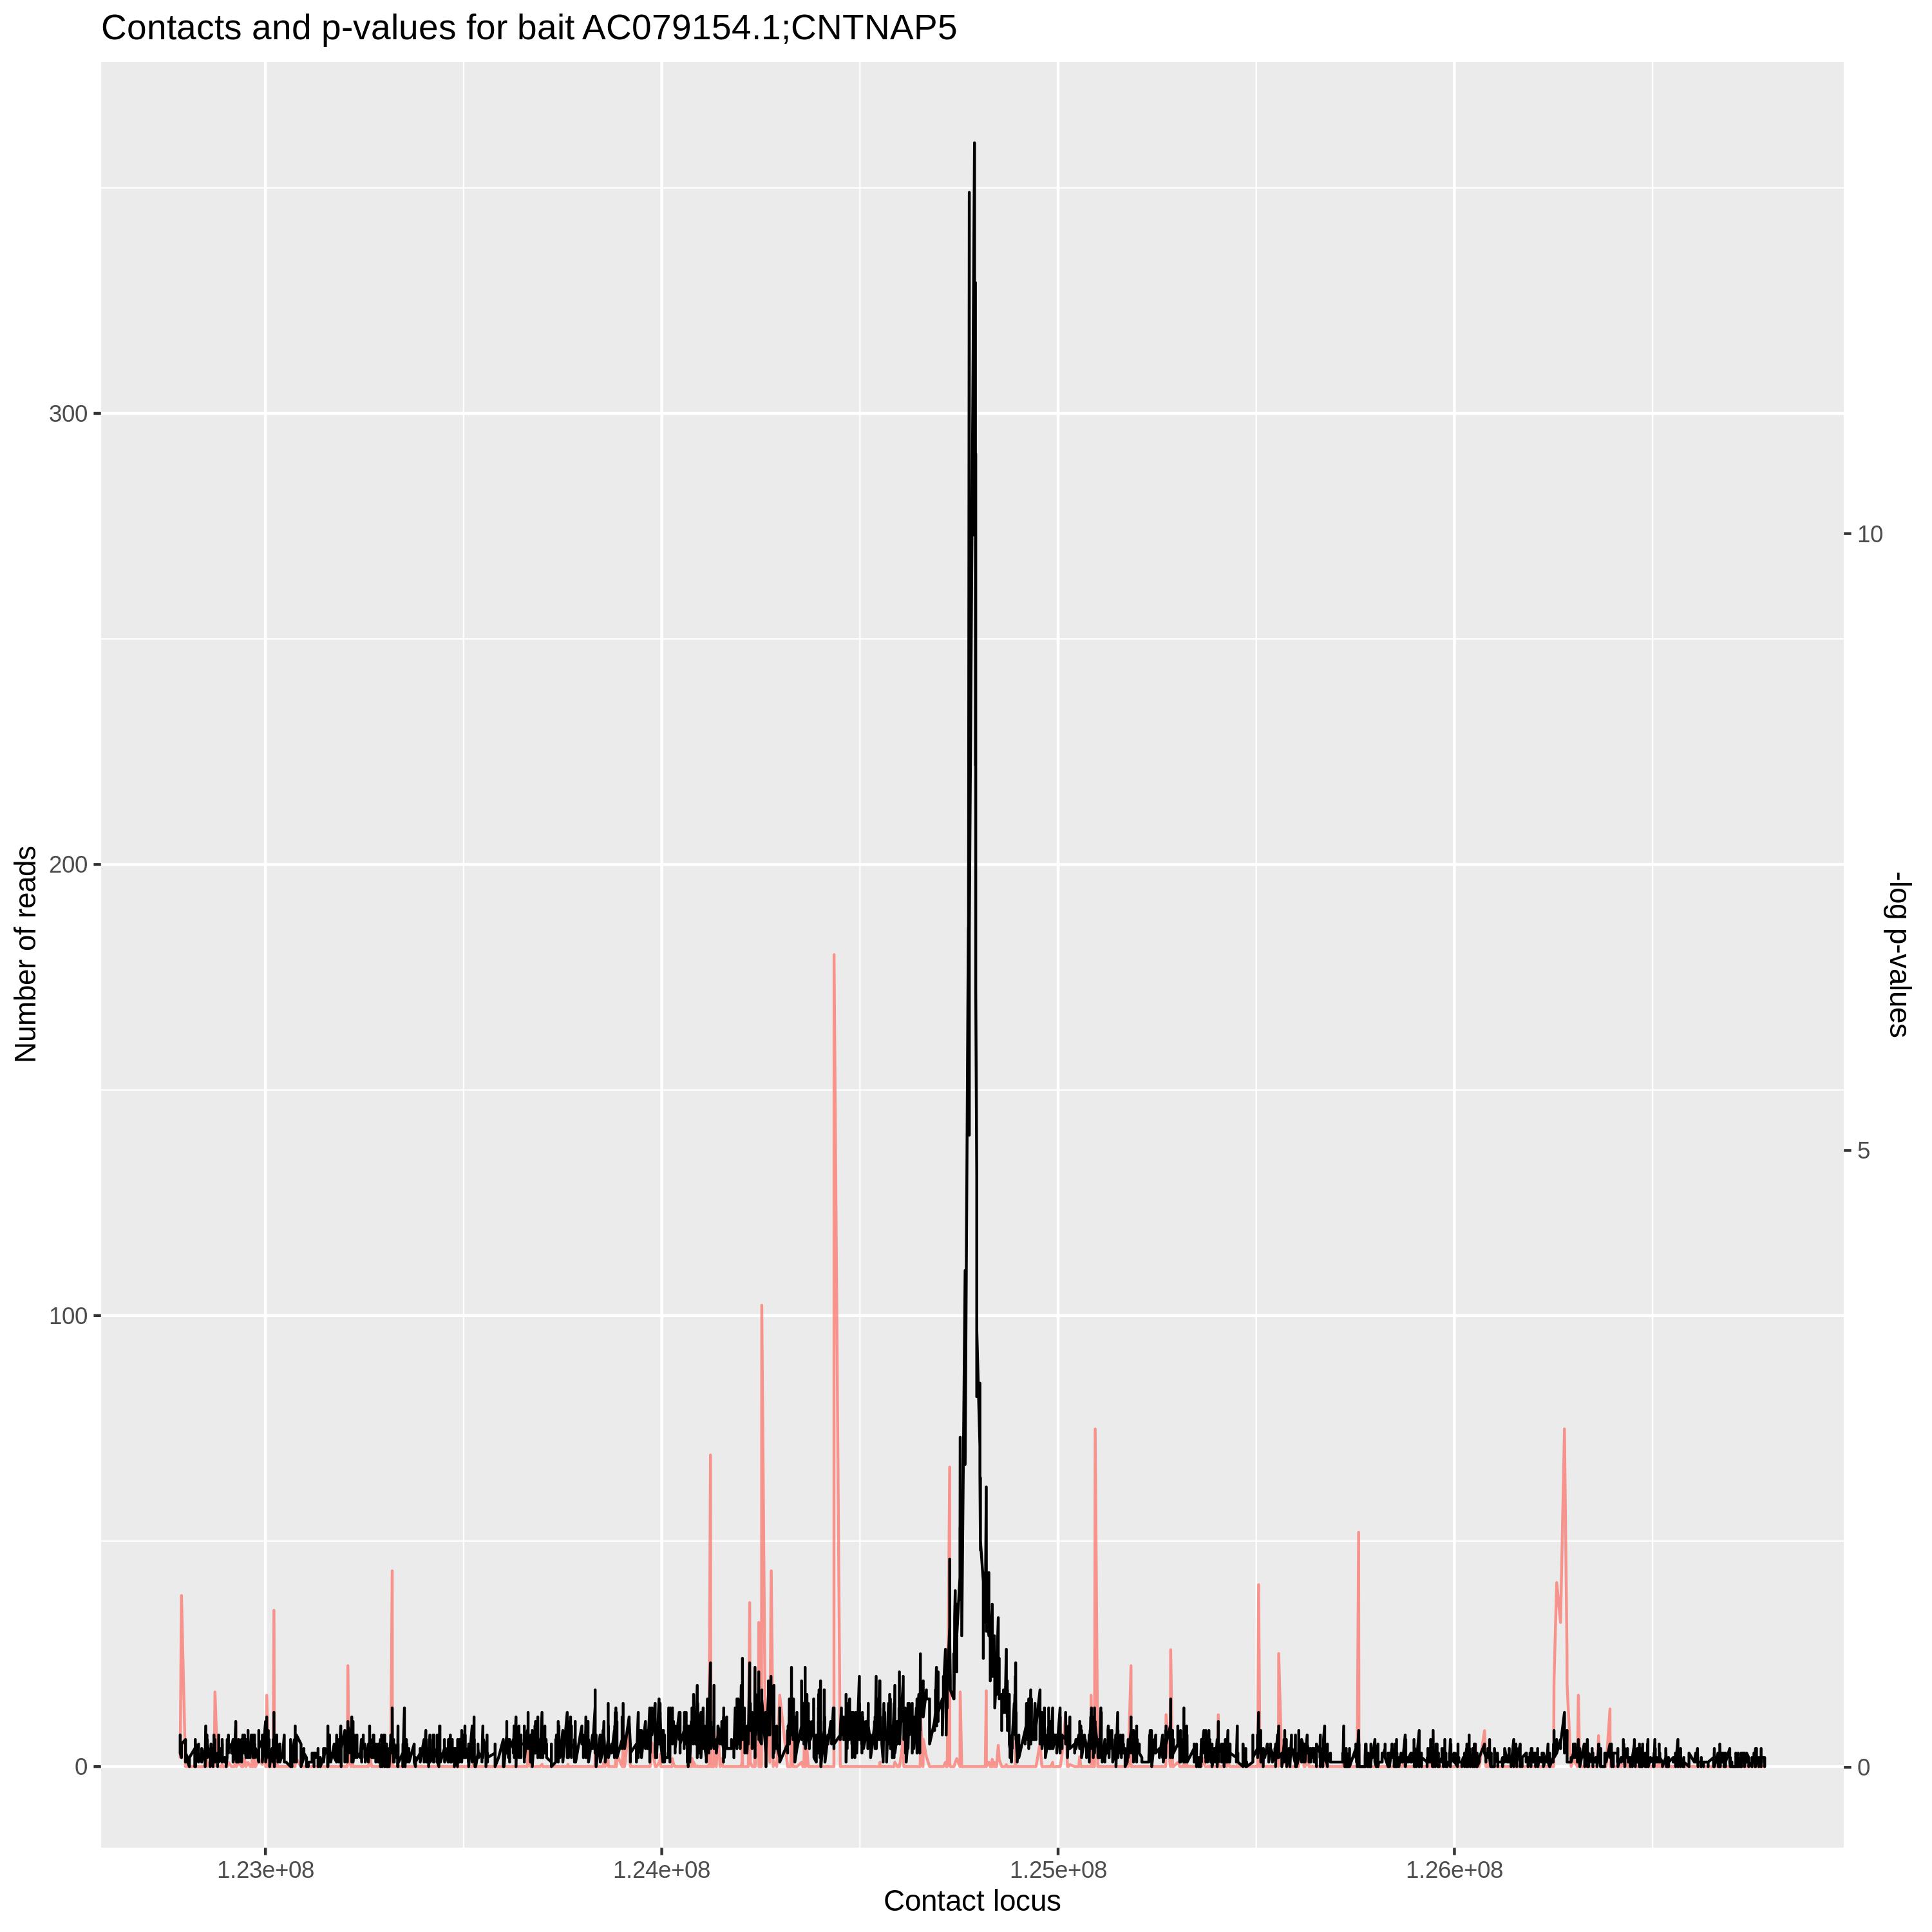 Contacts and p-values for bait AC079154.1;CNTNAP5
Number of reads
300
200
100
0
10
5
0
-log p-values
1.23e+08 1.24e+08 1.25e+08 1.26e+08
Contact locus